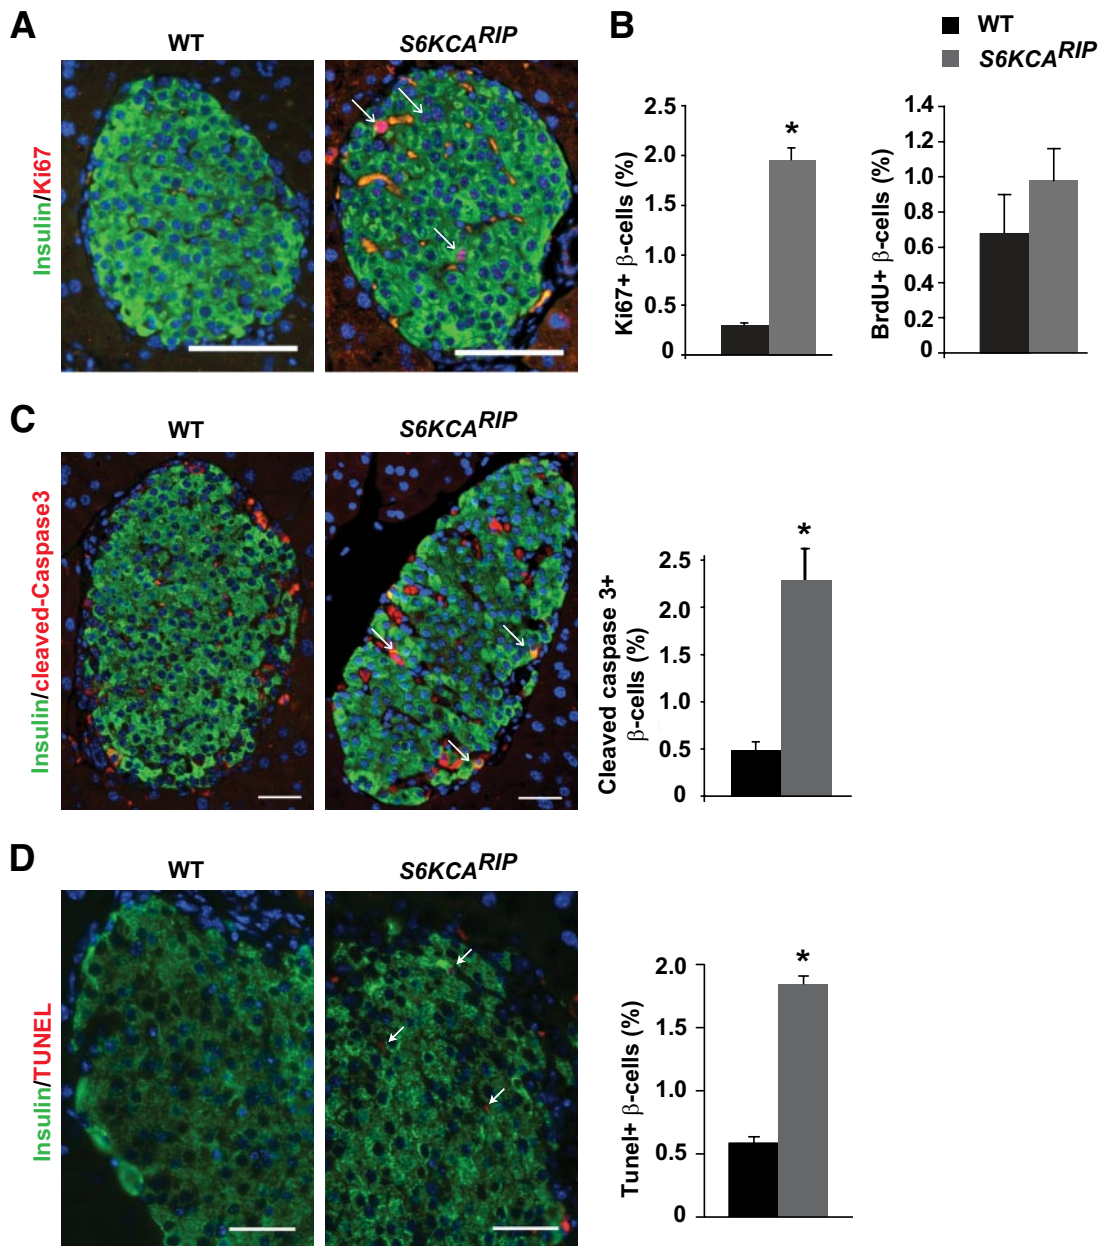 A
WT
S6KCA^RIP
Insulin/Ki67
B
WT
S6KCA^RIP
Ki67+ β-cells (%)
2.5
2.0
1.5
1.0
0.5
0
*
BrdU+ β-cells (%)
1.4
1.2
1.0
0.8
0.6
0.4
0.2
0
C
WT
S6KCA^RIP
Insulin/cleaved-Caspase3
Cleaved caspase 3+
β-cells (%)
2.5
2.0
1.5
1.0
0.5
0
*
D
WT
S6KCA^RIP
Insulin/TUNEL
Tunel+ β-cells (%)
2.0
1.5
1.0
0.5
0
*